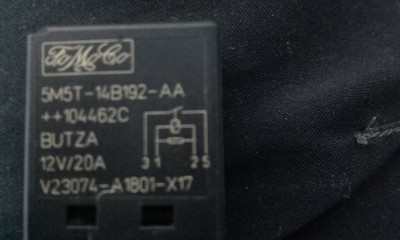 FoMoCo
5M5T-14B192-AA
++104462C
BUTZA
12V/20A
31 25
V23074-A1801-X17